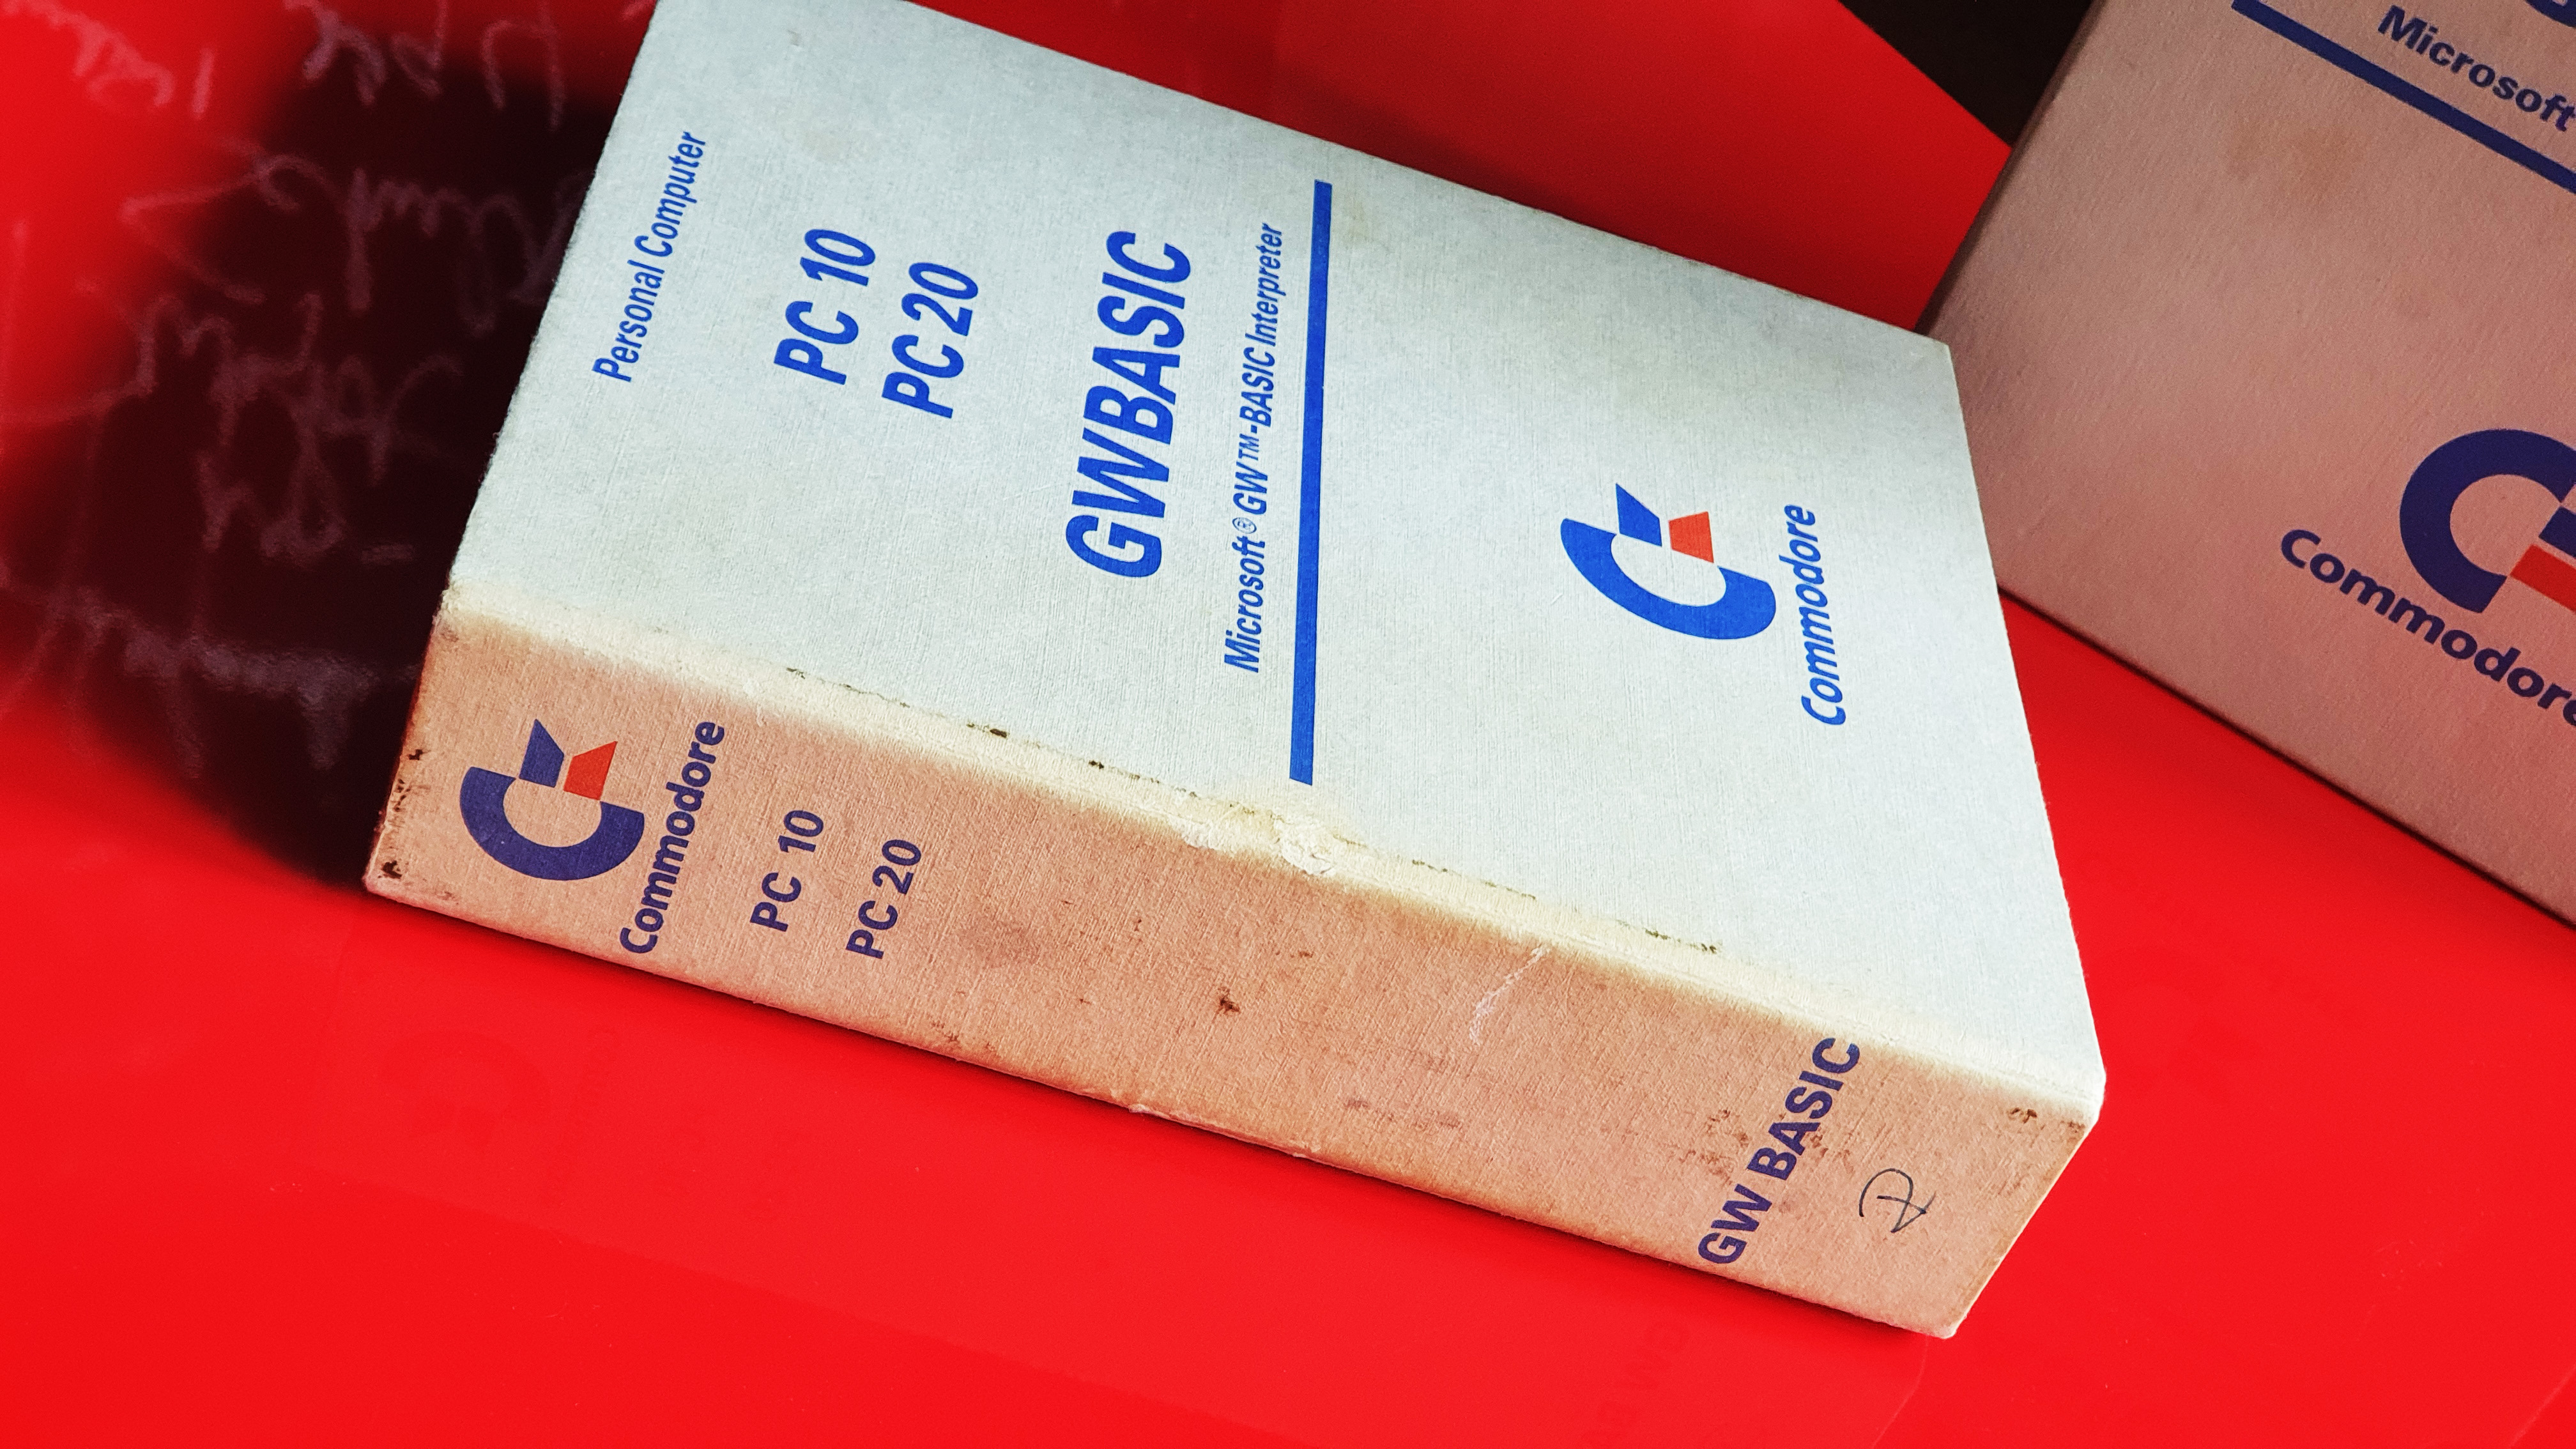 Personal Computer
PC 10
PC 20
GWBASIC
Microsoft® GW™-BASIC Interpreter
Commodore
Commodore
PC 10
PC 20
GW BASIC
Microsoft
Commodore